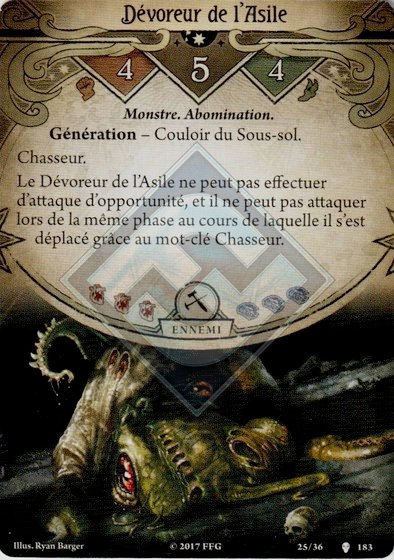 Dévoreur de l'Asile
4 5 4
Monstre. Abomination.
Génération – Couloir du Sous-sol.
Chasseur.
Le Dévoreur de l'Asile ne peut pas effectuer
d'attaque d'opportunité, et il ne peut pas attaquer
lors de la même phase au cours de laquelle il s'est
déplacé grâce au mot-clé Chasseur.
ENNEMI
Illus. Ryan Barger © 2017 FFG 25/36 183